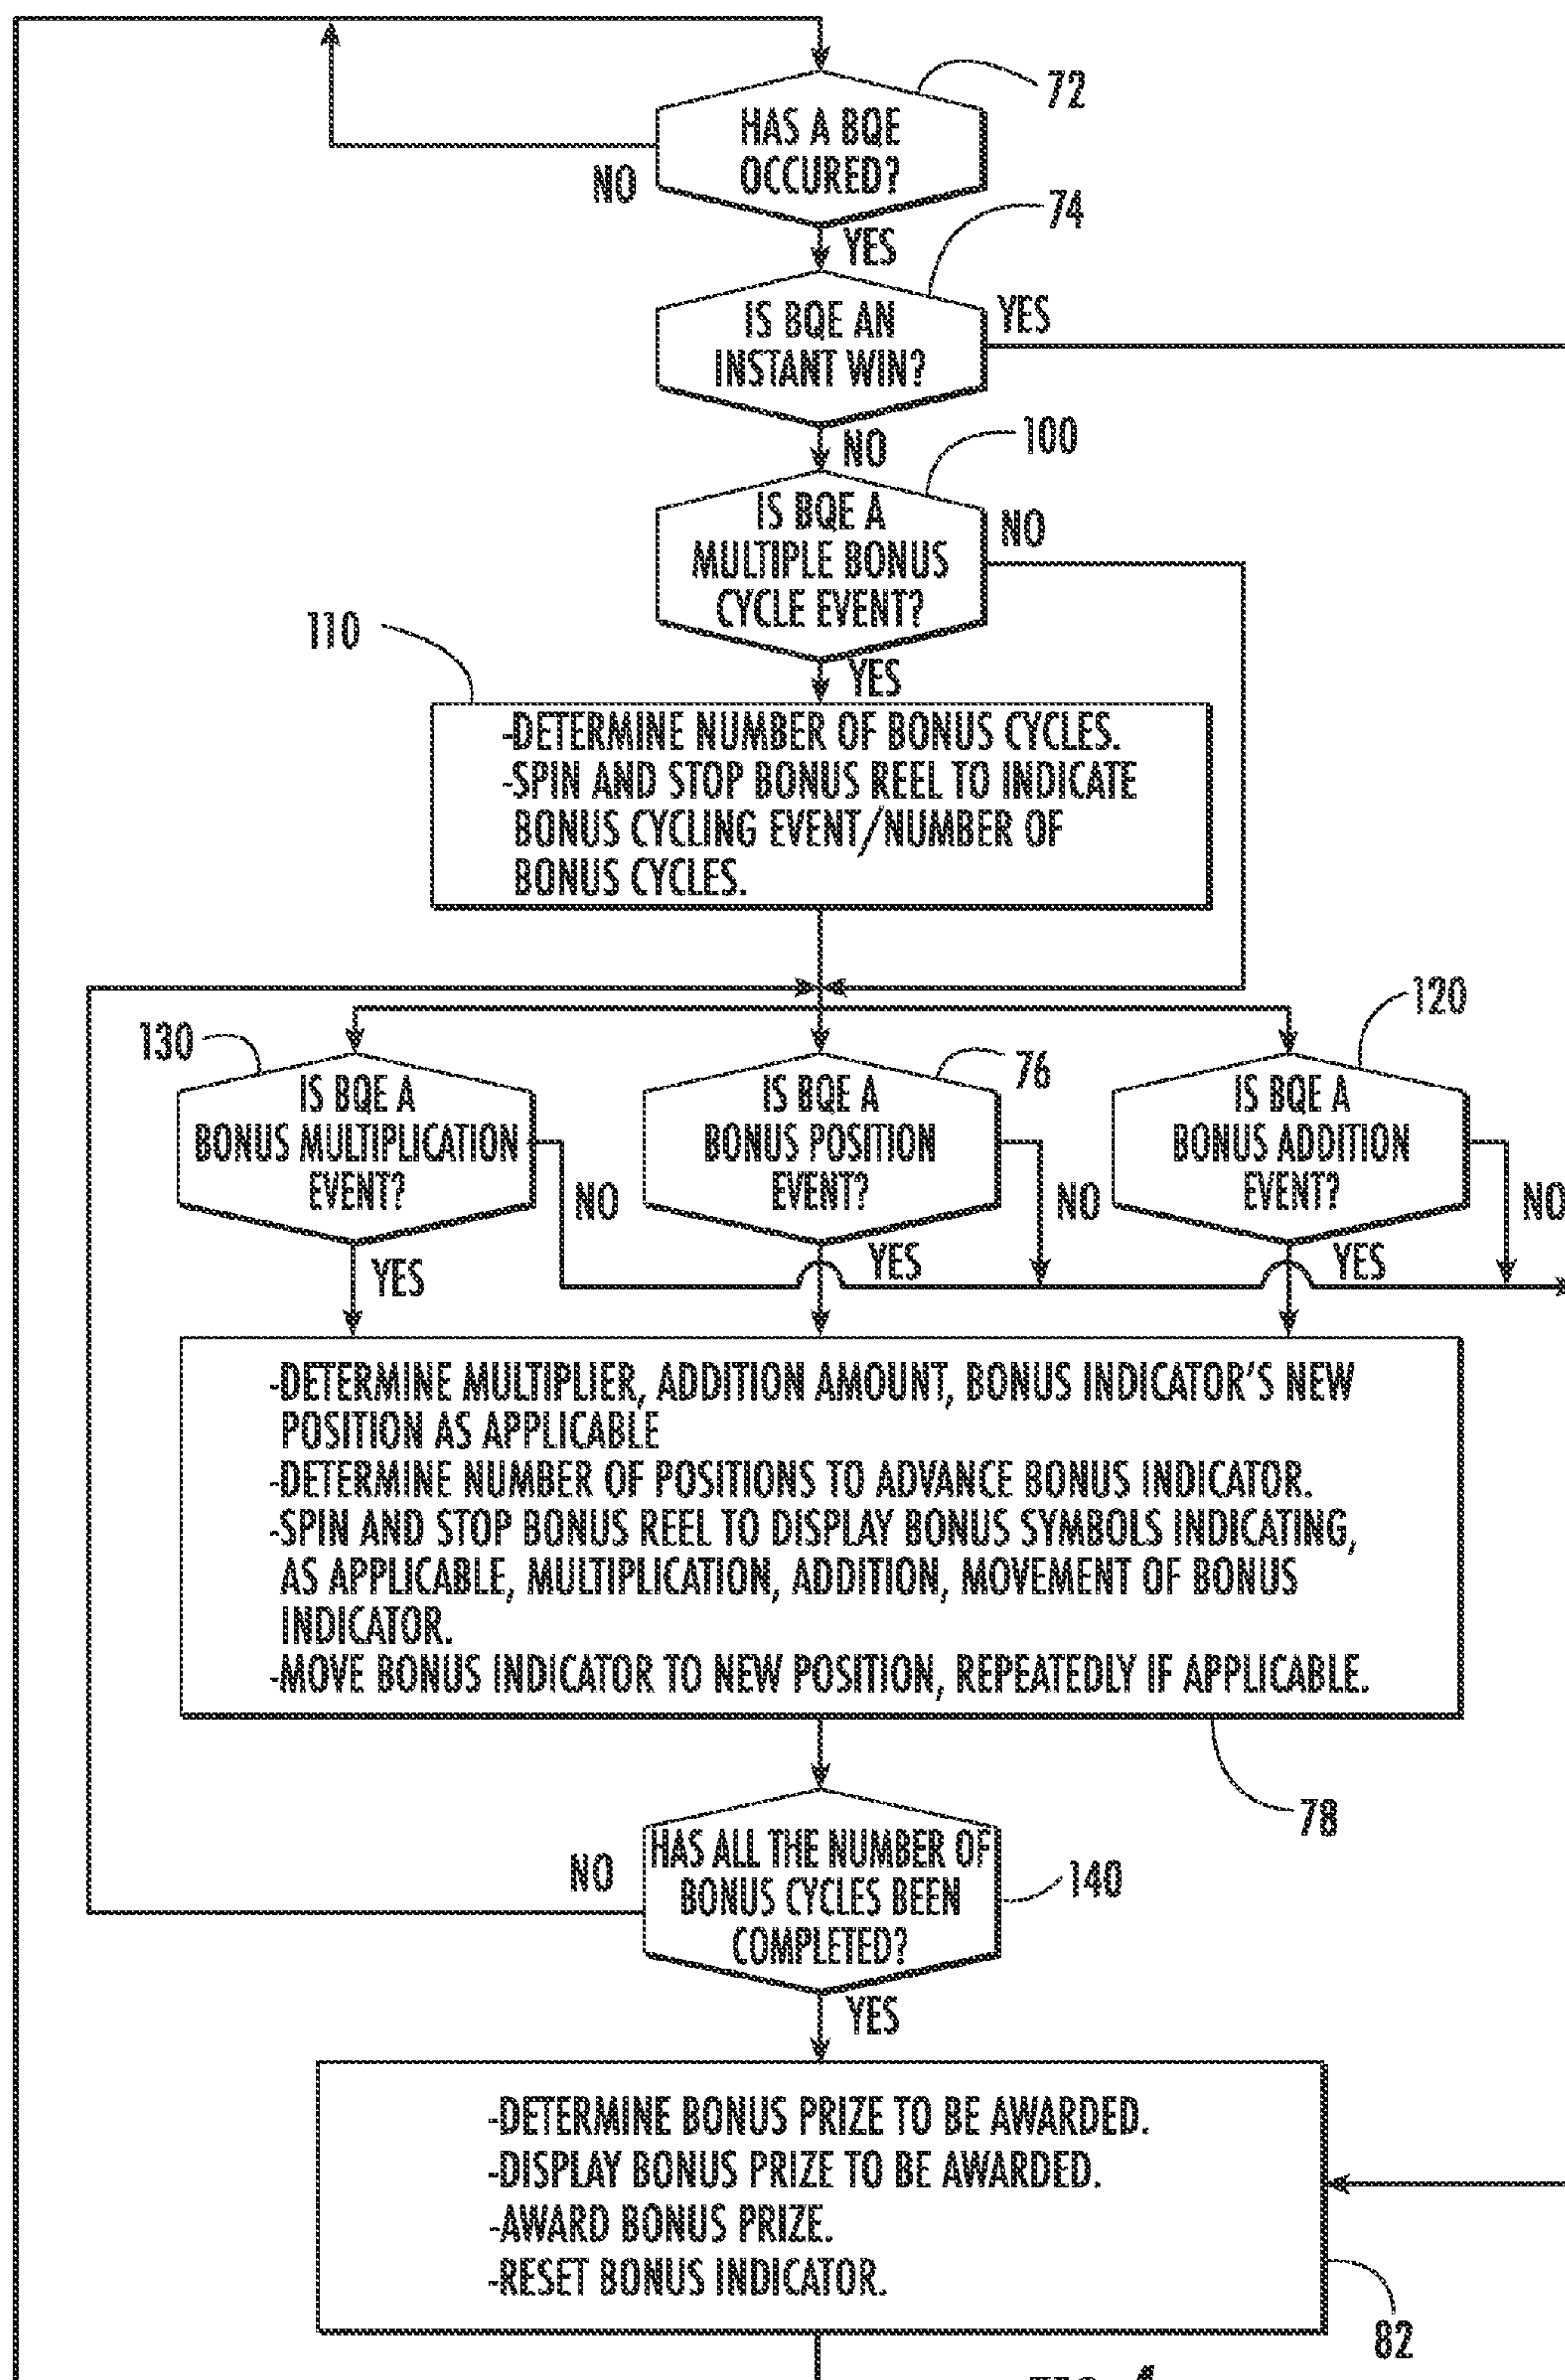 72
HAS A BQE
OCCURED?
NO
74
YES
IS BQE AN
INSTANT WIN?
YES
100
NO
IS BQE A
MULTIPLE BONUS
CYCLE EVENT?
NO
110
YES
-DETERMINE NUMBER OF BONUS CYCLES.
-SPIN AND STOP BONUS REEL TO INDICATE
BONUS CYCLING EVENT/NUMBER OF
BONUS CYCLES.
130
IS BQE A
BONUS MULTIPLICATION
EVENT?
NO
YES
76
IS BQE A
BONUS POSITION
EVENT?
NO
YES
120
IS BQE A
BONUS ADDITION
EVENT?
NO
YES
-DETERMINE MULTIPLIER, ADDITION AMOUNT, BONUS INDICATOR'S NEW
POSITION AS APPLICABLE
-DETERMINE NUMBER OF POSITIONS TO ADVANCE BONUS INDICATOR.
-SPIN AND STOP BONUS REEL TO DISPLAY BONUS SYMBOLS INDICATING,
AS APPLICABLE, MULTIPLICATION, ADDITION, MOVEMENT OF BONUS
INDICATOR.
-MOVE BONUS INDICATOR TO NEW POSITION, REPEATEDLY IF APPLICABLE.
78
HAS ALL THE NUMBER OF
BONUS CYCLES BEEN
COMPLETED?
NO
140
YES
-DETERMINE BONUS PRIZE TO BE AWARDED.
-DISPLAY BONUS PRIZE TO BE AWARDED.
-AWARD BONUS PRIZE.
-RESET BONUS INDICATOR.
82